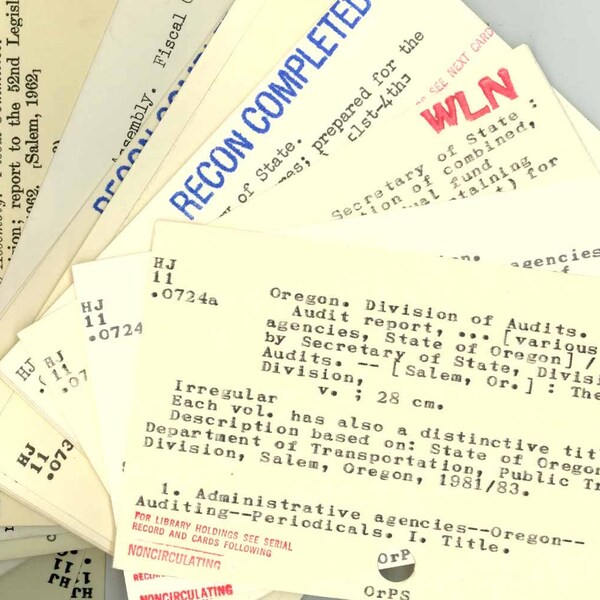 report to the 52nd Legisl
[Salem, 1962]
Assembly. Fiscal
RECON COMPLETED
of State.
prepared for the
[1st-4th]
SEE NEXT CARD
WLN
Secretary of State :
of combined,
fund
for
agencies
HJ
11
.0724a
Oregon. Division of Audits.
Audit report, ... [various
agencies, State of Oregon] /
by Secretary of State, Divisi
Audits. -- [Salem, Or.] : The
Division,
v. ; 28 cm.
Irregular
Each vol. has also a distinctive tit
Description based on: State of Oregon
Department of Transportation, Public Tr
Division, Salem, Oregon, 1981/83.
1. Administrative agencies--Oregon--
Auditing--Periodicals. I. Title.
FOR LIBRARY HOLDINGS SEE SERIAL
RECORD AND CARDS FOLLOWING
NONCIRCULATING
OrP
OrPS
NONCIRCULATING
HJ
11
.0724
HJ
11
HJ
HJ
11
.073